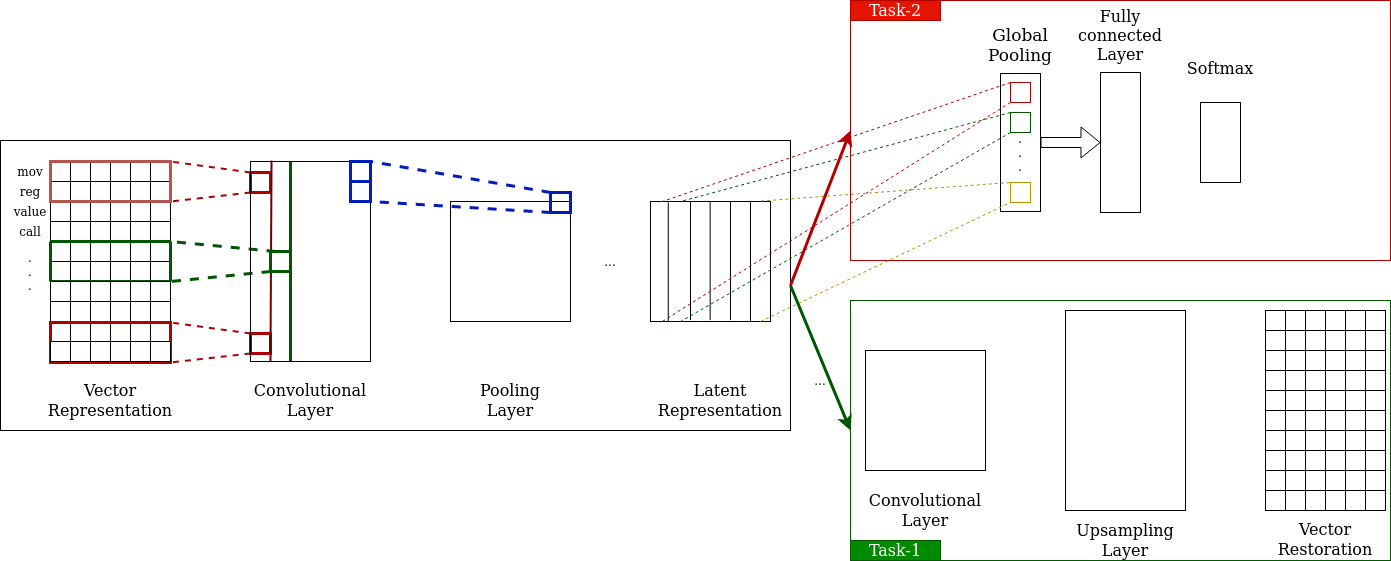 mov
reg
value
call
.
.
.
Vector
Representation
Convolutional
Layer
Pooling
Layer
...
Latent
Representation
Task-2
Global
Pooling
Fully
connected
Layer
Softmax
.
.
.
...
Convolutional
Layer
Upsampling
Layer
Vector
Restoration
Task-1